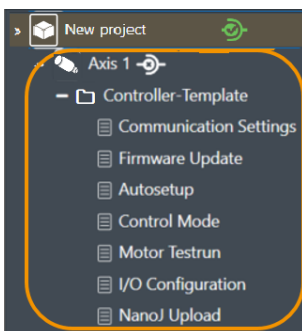 New project
Axis 1
Controller-Template
Communication Settings
Firmware Update
Autosetup
Control Mode
Motor Testrun
I/O Configuration
NanoJ Upload